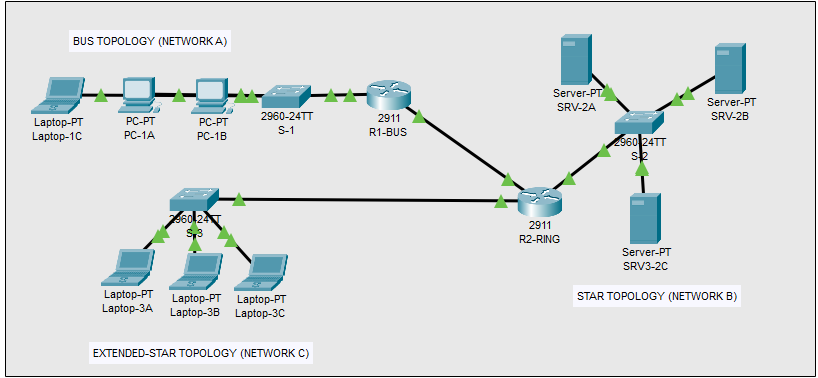 BUS TOPOLOGY (NETWORK A)
Laptop-PT
Laptop-1C
PC-PT
PC-1A
PC-PT
PC-1B
2960-24TT
S-1
2911
R1-BUS
Server-PT
SRV-2A
Server-PT
SRV-2B
2960-24TT
S-2
2960-24TT
S-3
2911
R2-RING
Server-PT
SRV3-2C
Laptop-PT
Laptop-3A
Laptop-PT
Laptop-3B
Laptop-PT
Laptop-3C
STAR TOPOLOGY (NETWORK B)
EXTENDED-STAR TOPOLOGY (NETWORK C)